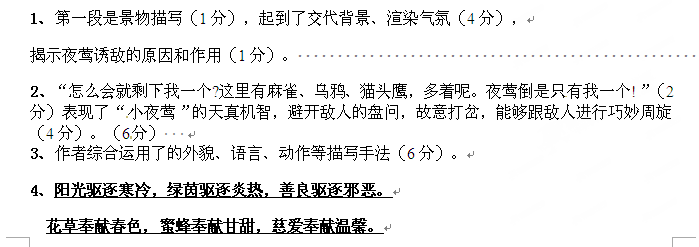 1、第一段是景物描写（1分），起到了交代背景、渲染气氛（4分），
揭示夜莺诱敌的原因和作用（1分）。
2、“怎么会就剩下我一个?这里有麻雀、乌鸦、猫头鹰，多着呢。夜莺倒是只有我一个! ”（2
分）表现了“小夜莺”的天真机智，避开敌人的盘问，故意打岔，能够跟敌人进行巧妙周旋
（4分）。（6分）
3、作者综合运用了的外貌、语言、动作等描写手法（6分）。
4、阳光驱逐寒冷，绿茵驱逐炎热，善良驱逐邪恶。
花草奉献春色，蜜蜂奉献甘甜，慈爱奉献温馨。